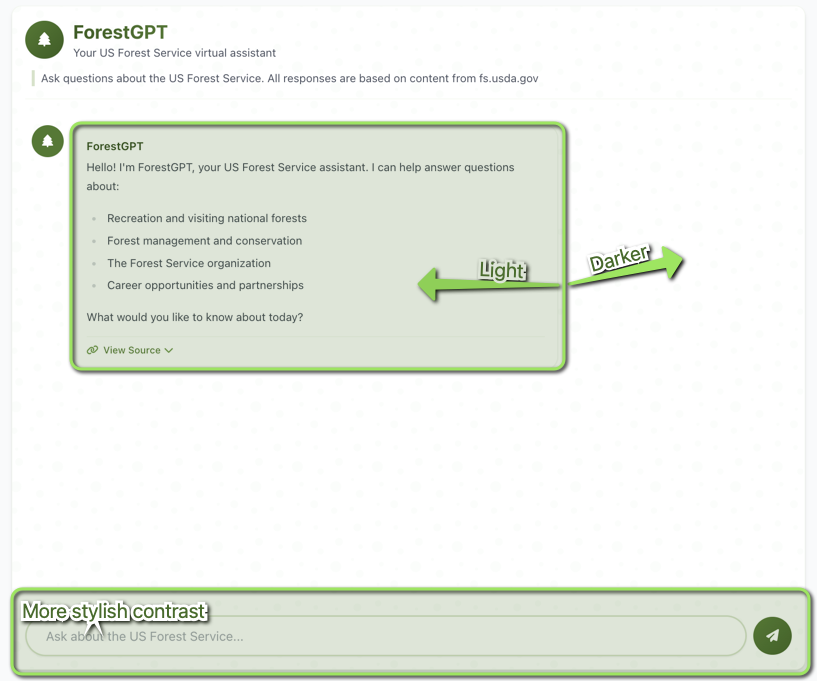 ForestGPT
Your US Forest Service virtual assistant
Ask questions about the US Forest Service. All responses are based on content from fs.usda.gov
ForestGPT
Hello! I'm ForestGPT, your US Forest Service assistant. I can help answer questions
about:
Recreation and visiting national forests
Forest management and conservation
The Forest Service organization
Career opportunities and partnerships
Light
Darker
What would you like to know about today?
View Source
More stylish contrast
Ask about the US Forest Service...